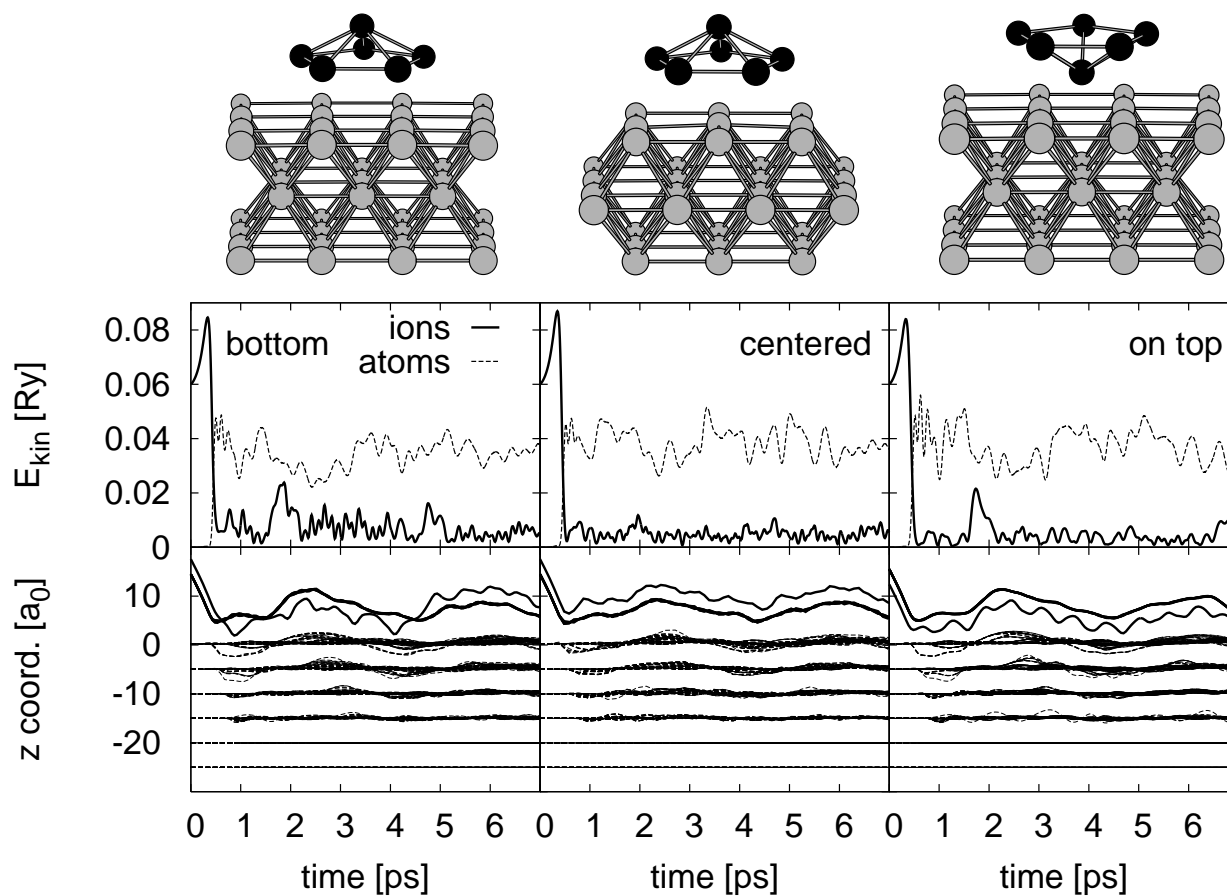 0.08
0.06
0.04
0.02
0
E_kin [Ry]
bottom
ions
atoms
centered
on top
10
0
-10
-20
z coord. [a_0]
0 1 2 3 4 5 6
0 1 2 3 4 5 6
0 1 2 3 4 5 6
time [ps]
time [ps]
time [ps]